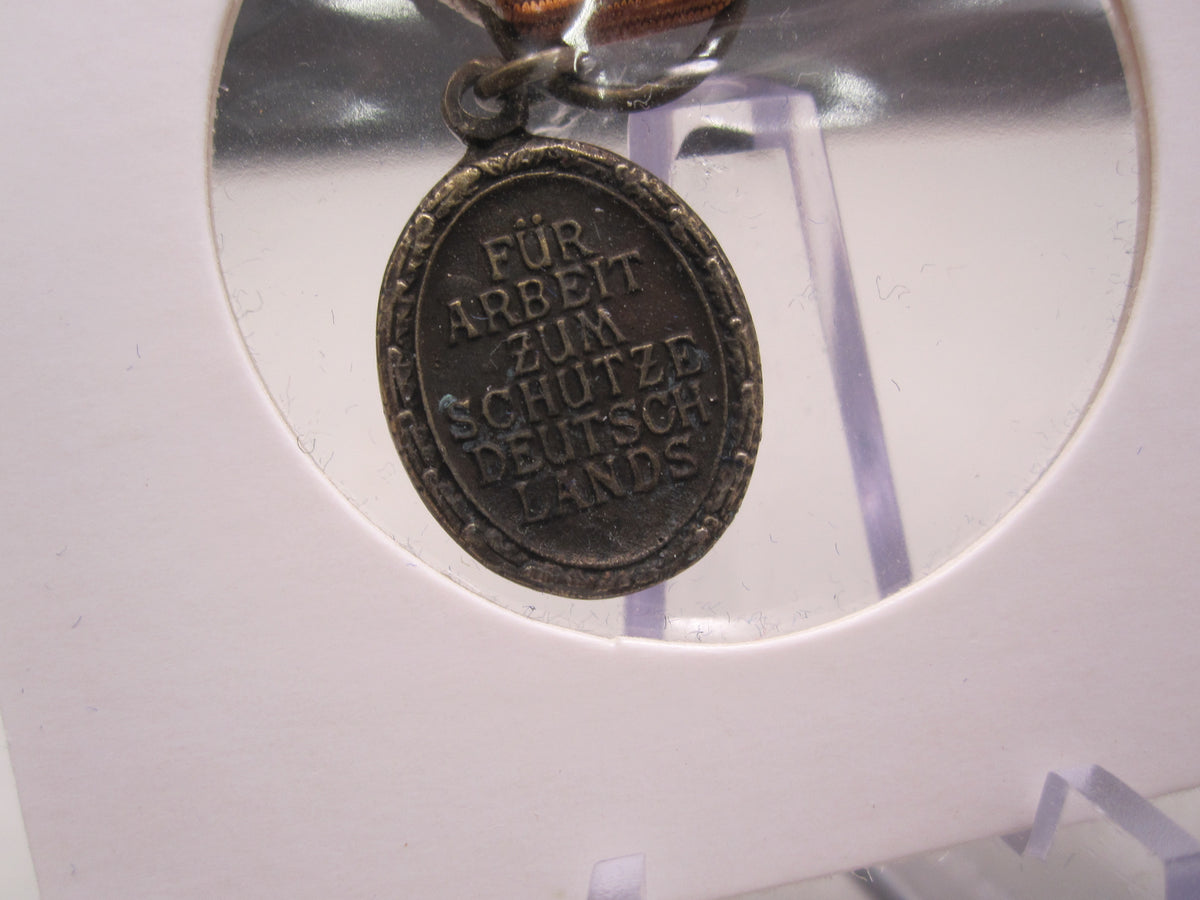 FÜR
ARBEIT
ZUM
SCHUTZE
DEUTSCH
LANDS